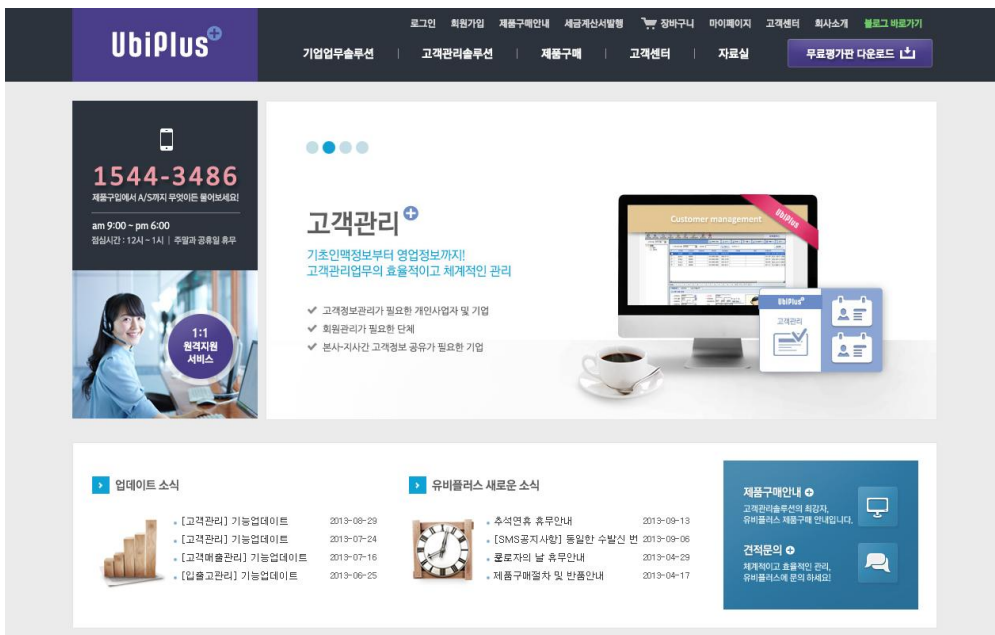 UbiPlus
로그인 회원가입 제품구매안내 세금계산서발행 장바구니 마이페이지 고객센터 회사소개 블로그 바로가기
기업업무솔루션 | 고객관리솔루션 | 제품구매 | 고객센터 | 자료실
무료평가판 다운로드
1544-3486
제품구입에서 A/S까지 무엇이든 물어보세요!
am 9:00 ~ pm 6:00
점심시간 : 12시 ~ 1시 | 주말과 공휴일 휴무
1:1
원격지원
서비스
고객관리
기초인맥정보부터 영업정보까지!
고객관리업무의 효율적이고 체계적인 관리
고객정보관리가 필요한 개인사업자 및 기업
회원관리가 필요한 단체
본사-지사간 고객정보 공유가 필요한 기업
Customer management
UbiPlus
UbiPlus
고객관리
업데이트 소식
[고객관리] 기능업데이트 2013-08-29
[고객관리] 기능업데이트 2013-07-24
[고객매출관리] 기능업데이트 2013-07-16
[입출고관리] 기능업데이트 2013-06-25
유비플러스 새로운 소식
추석연휴 휴무안내 2013-09-13
[SMS공지사항] 동일한 수발신 번 2013-09-06
근로자의 날 휴무안내 2013-04-29
제품구매절차 및 반품안내 2013-04-17
제품구매안내
고객관리솔루션의 최강자,
유비플러스 제품구매 안내입니다.
견적문의
체계적이고 효율적인 관리,
유비플러스에 문의 하세요!